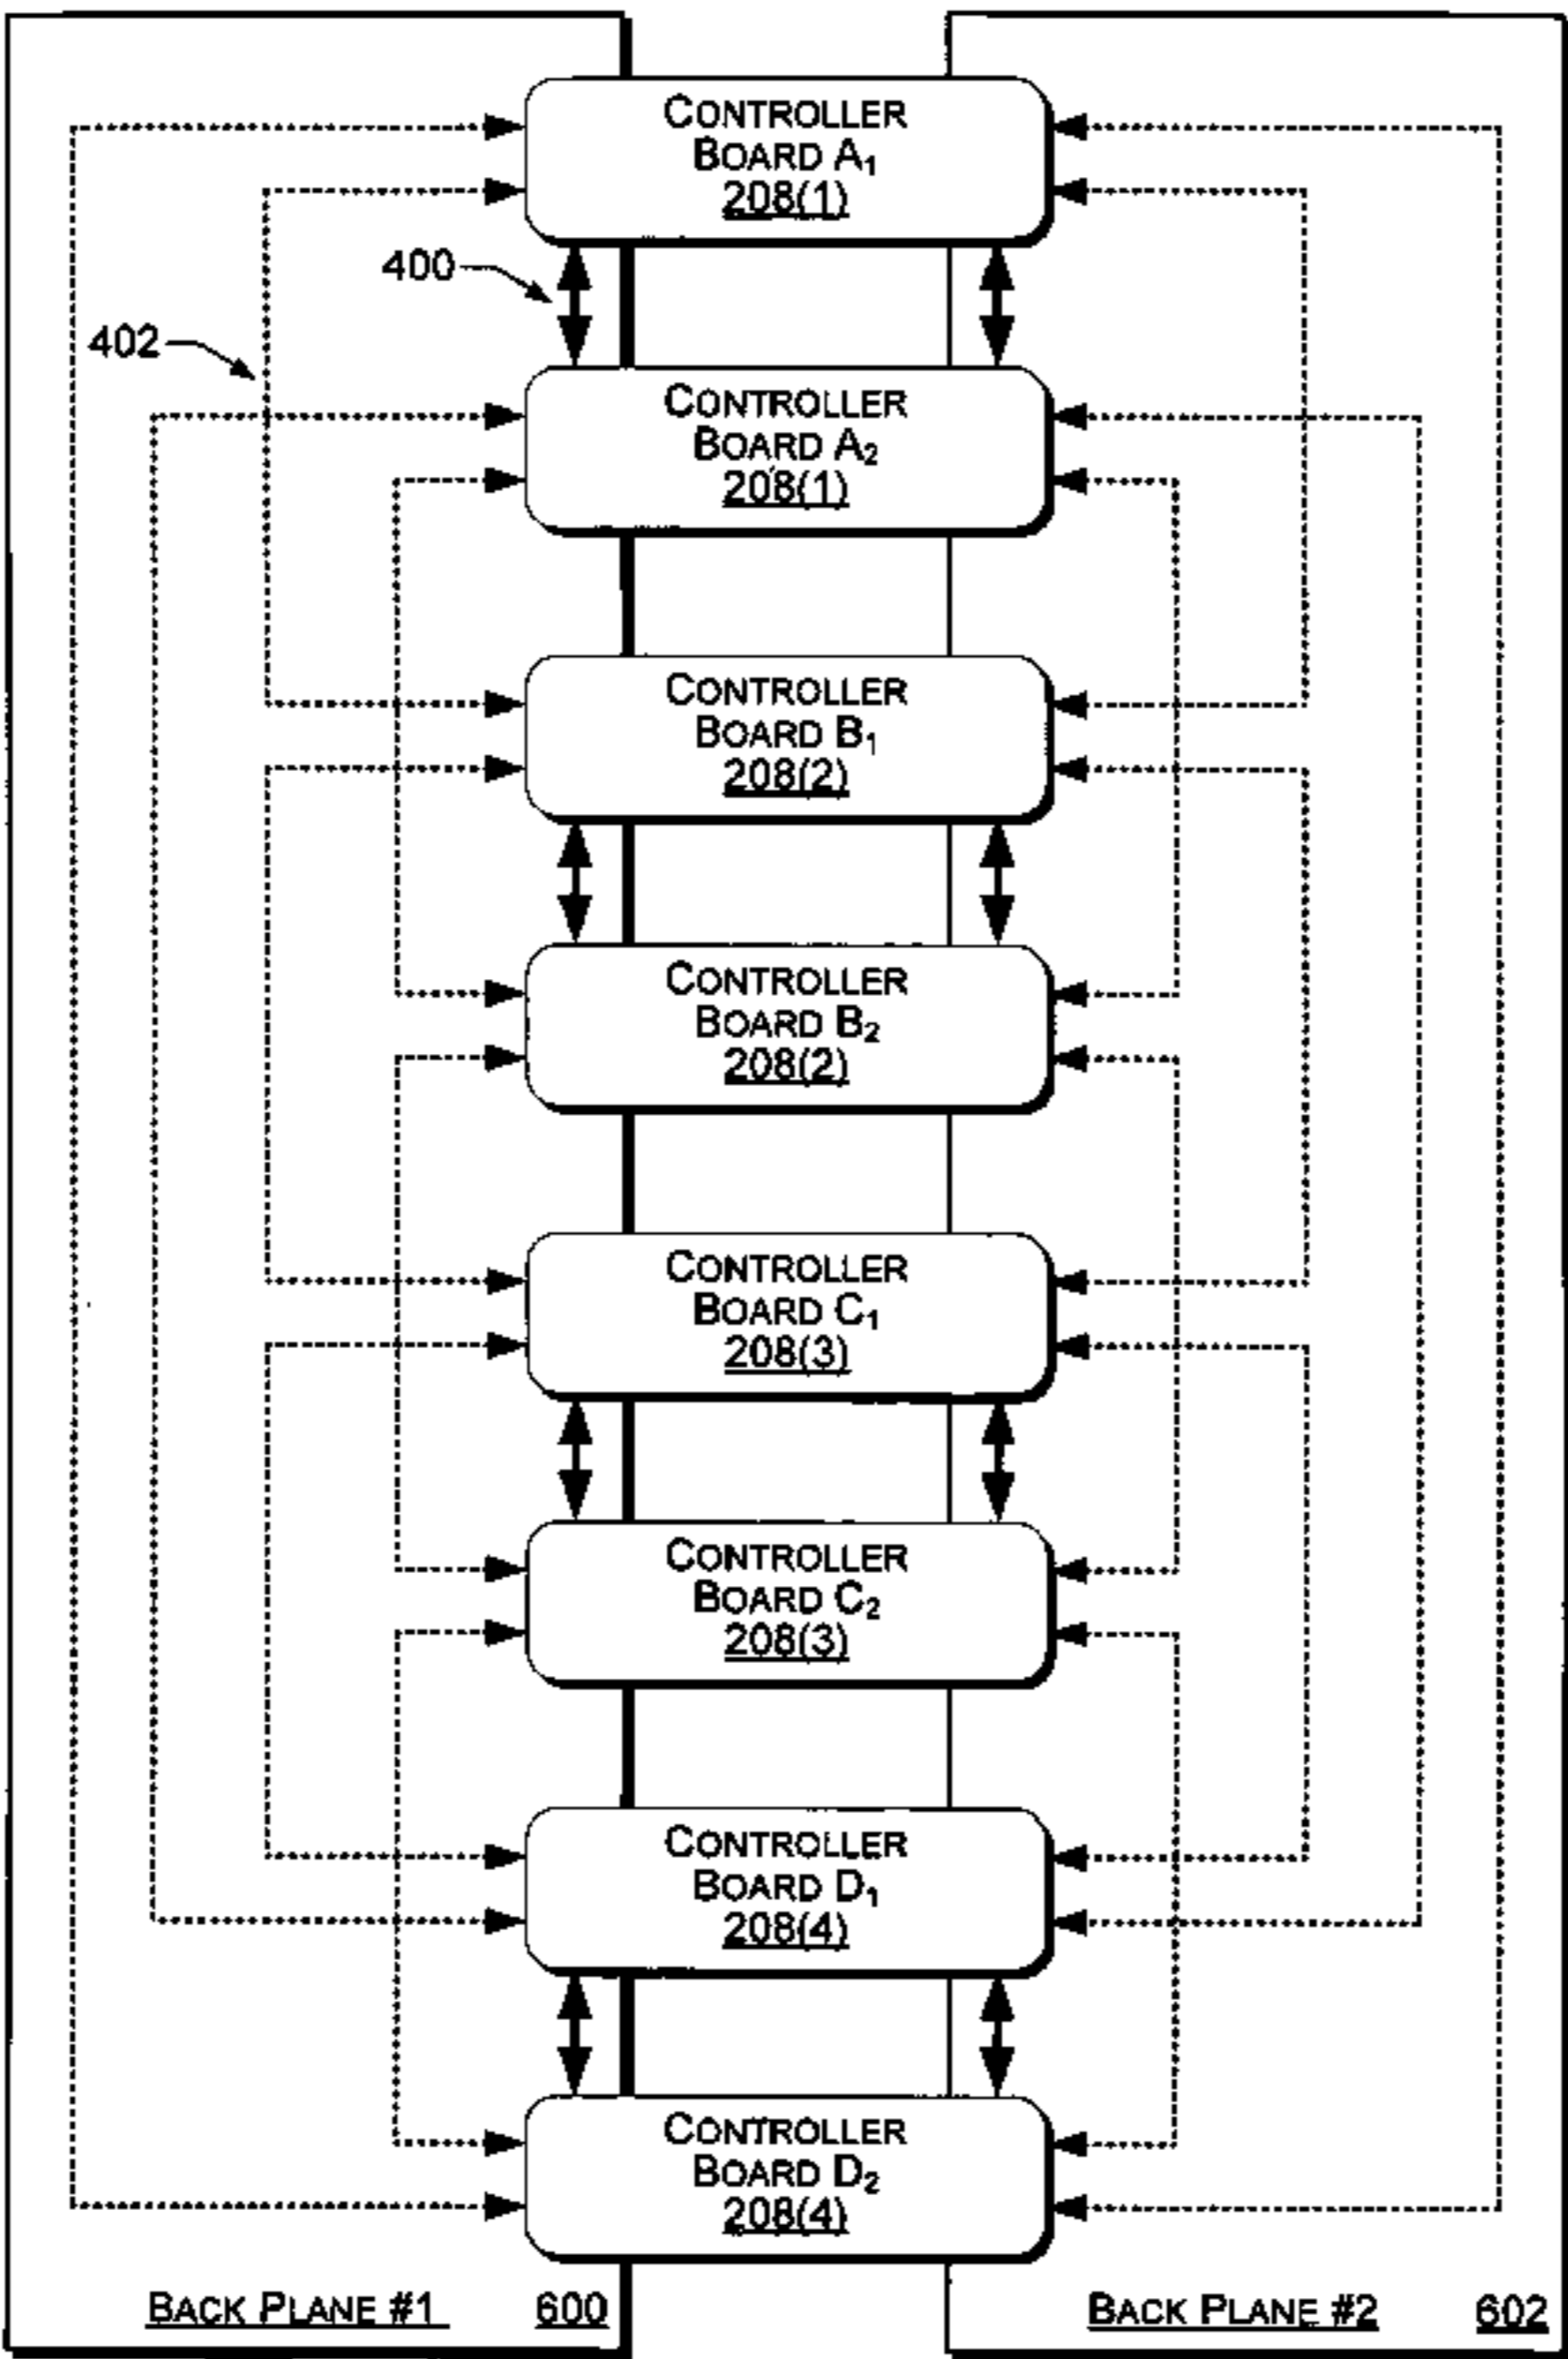 CONTROLLER
BOARD A₁
208(1)
400
402
CONTROLLER
BOARD A₂
208(1)
CONTROLLER
BOARD B₁
208(2)
CONTROLLER
BOARD B₂
208(2)
CONTROLLER
BOARD C₁
208(3)
CONTROLLER
BOARD C₂
208(3)
CONTROLLER
BOARD D₁
208(4)
CONTROLLER
BOARD D₂
208(4)
BACK PLANE #1 600
BACK PLANE #2 602